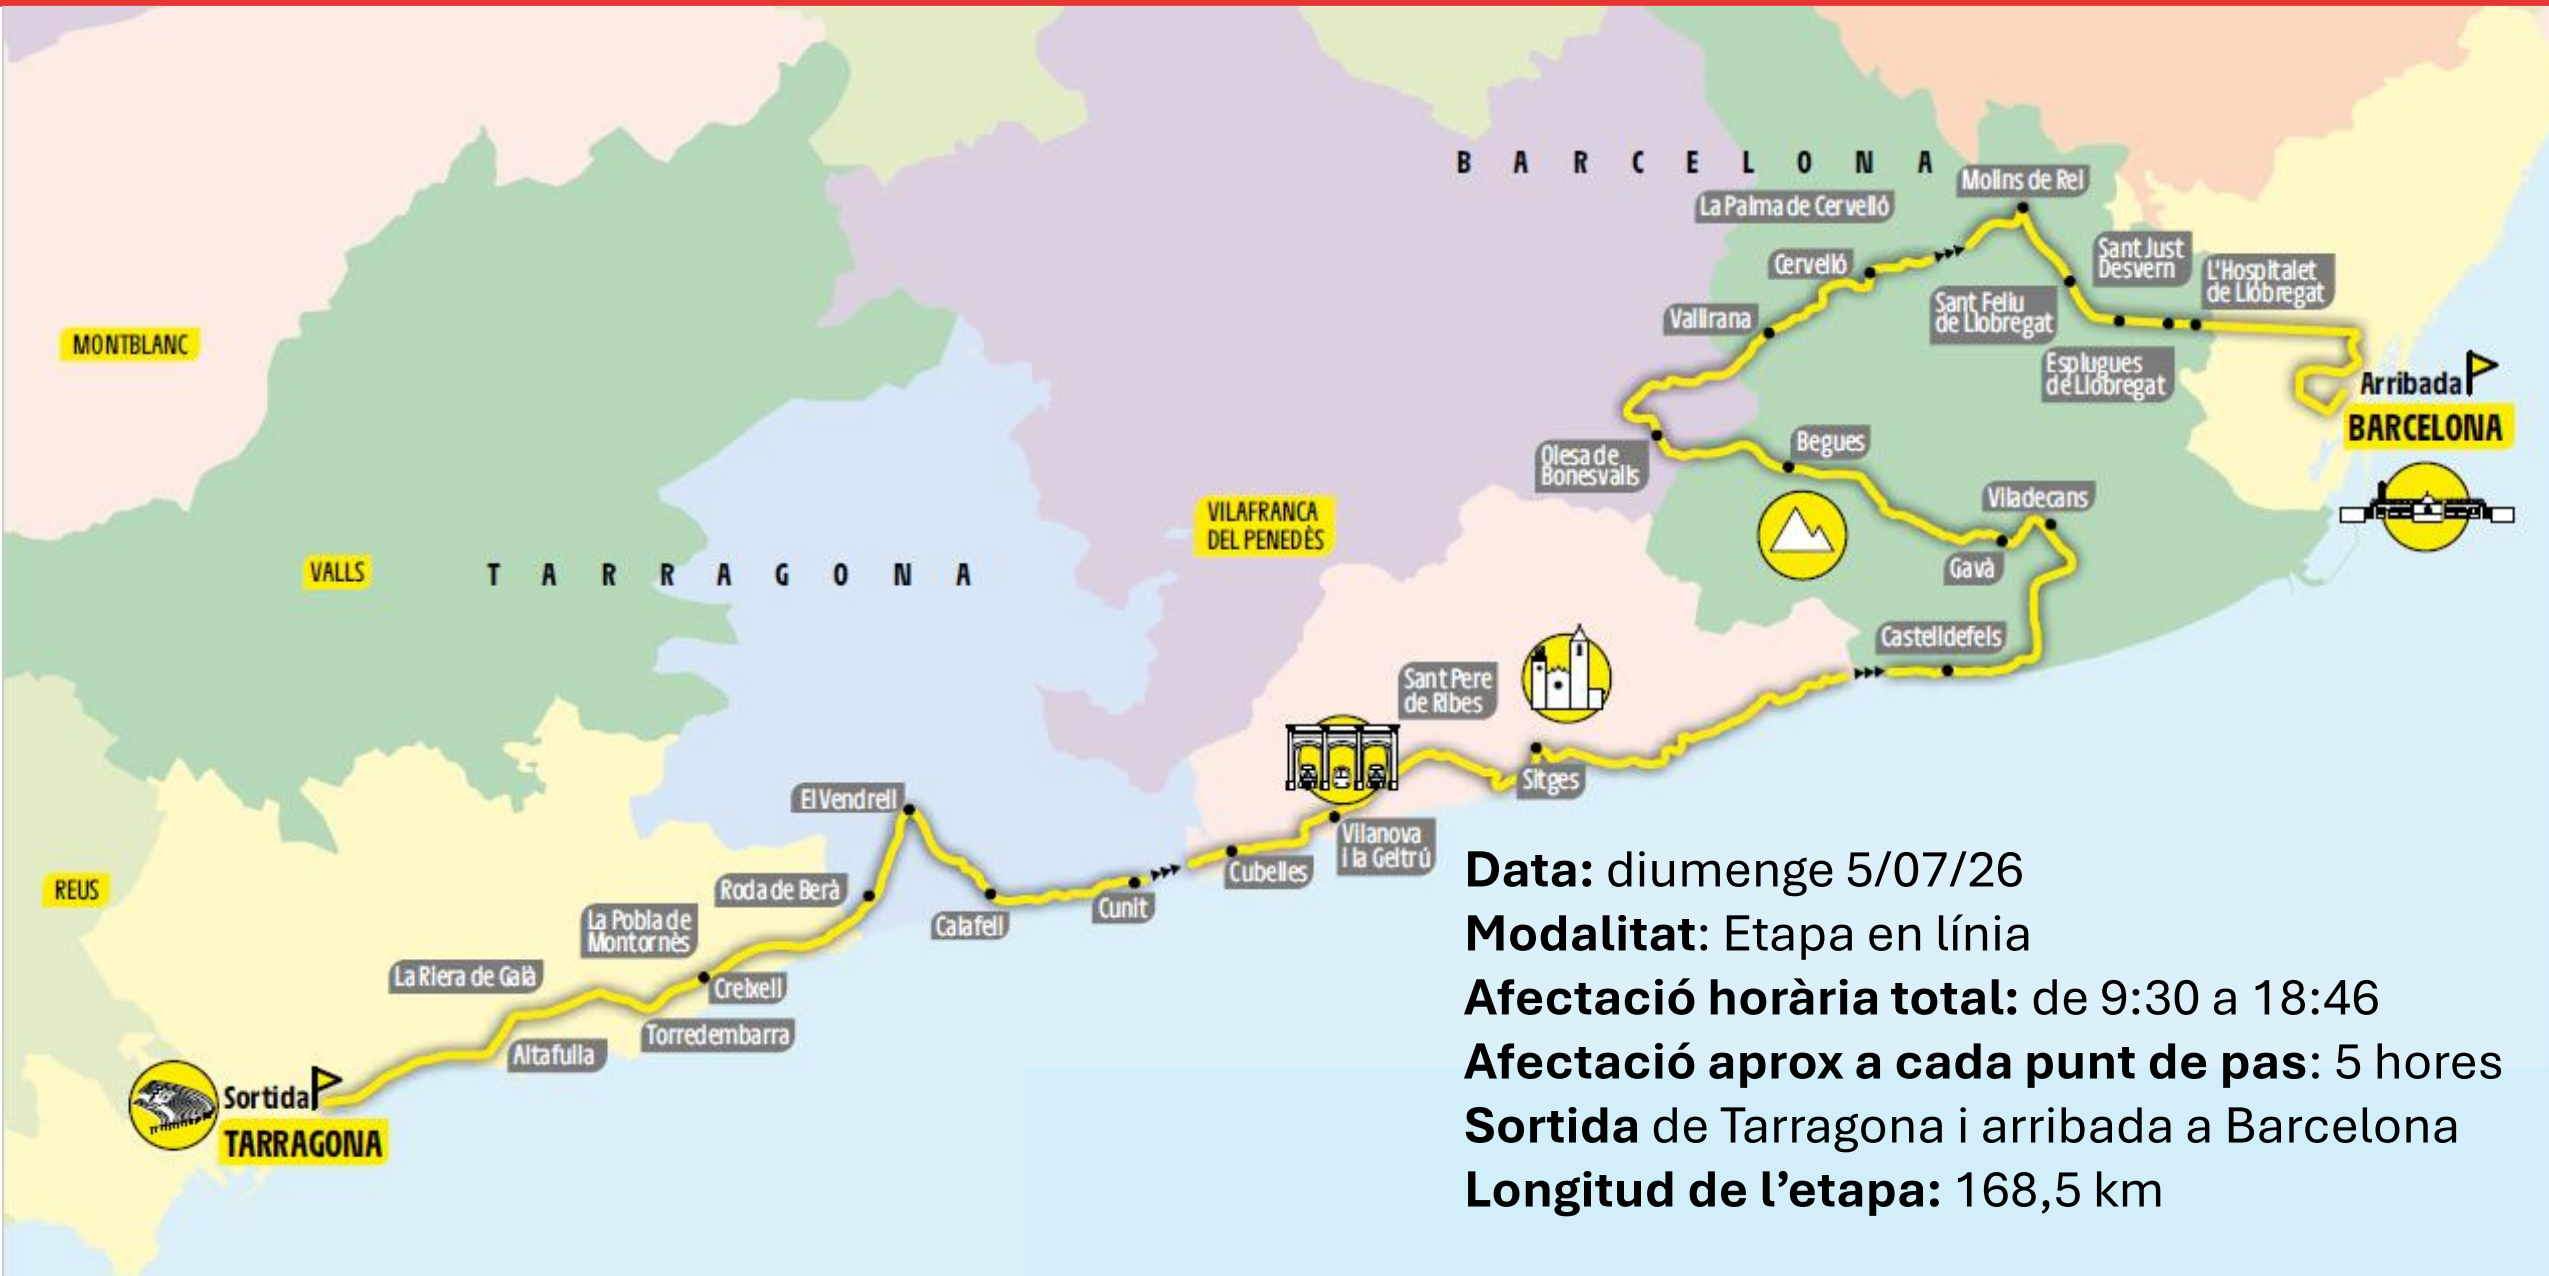 B A R C E L O N A
Molins de Rei
La Palma de Cervelló
Sant Just
Desvern
L'Hospitalet
de Llobregat
Cervelló
Sant Feliu
de Llobregat
Vallirana
MONTBLANC
Esplugues
de Llobregat
Arribada
BARCELONA
Begues
Olesa de
Bonesvalls
Viladecans
VILAFRANCA
DEL PENEDÈS
Gavà
VALLS
T A R R A G O N A
Castelldefels
Sant Pere
de Ribes
Sitges
El Vendrell
Vilanova
i la Geltrú
Cubelles
REUS
Roda de Berà
Cunit
Calafell
La Pobla de
Montornès
La Riera de Gaià
Creixell
Torredembarra
Altafulla
Sortida
TARRAGONA
Data: diumenge 5/07/26
Modalitat: Etapa en línia
Afectació horària total: de 9:30 a 18:46
Afectació aprox a cada punt de pas: 5 hores
Sortida de Tarragona i arribada a Barcelona
Longitud de l’etapa: 168,5 km